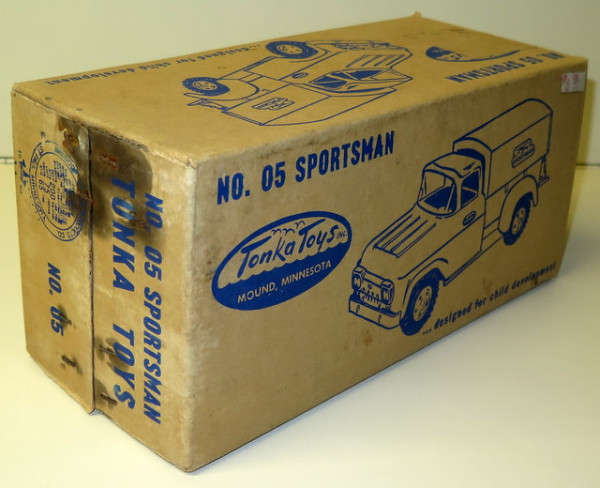 ...designed for child development
NO. 05 SPORTSMAN
NO. 05 SPORTSMAN
Tonka Toys INC.
MOUND, MINNESOTA
...designed for child development
NO. 05 SPORTSMAN
TONKA TOYS
NO. 05